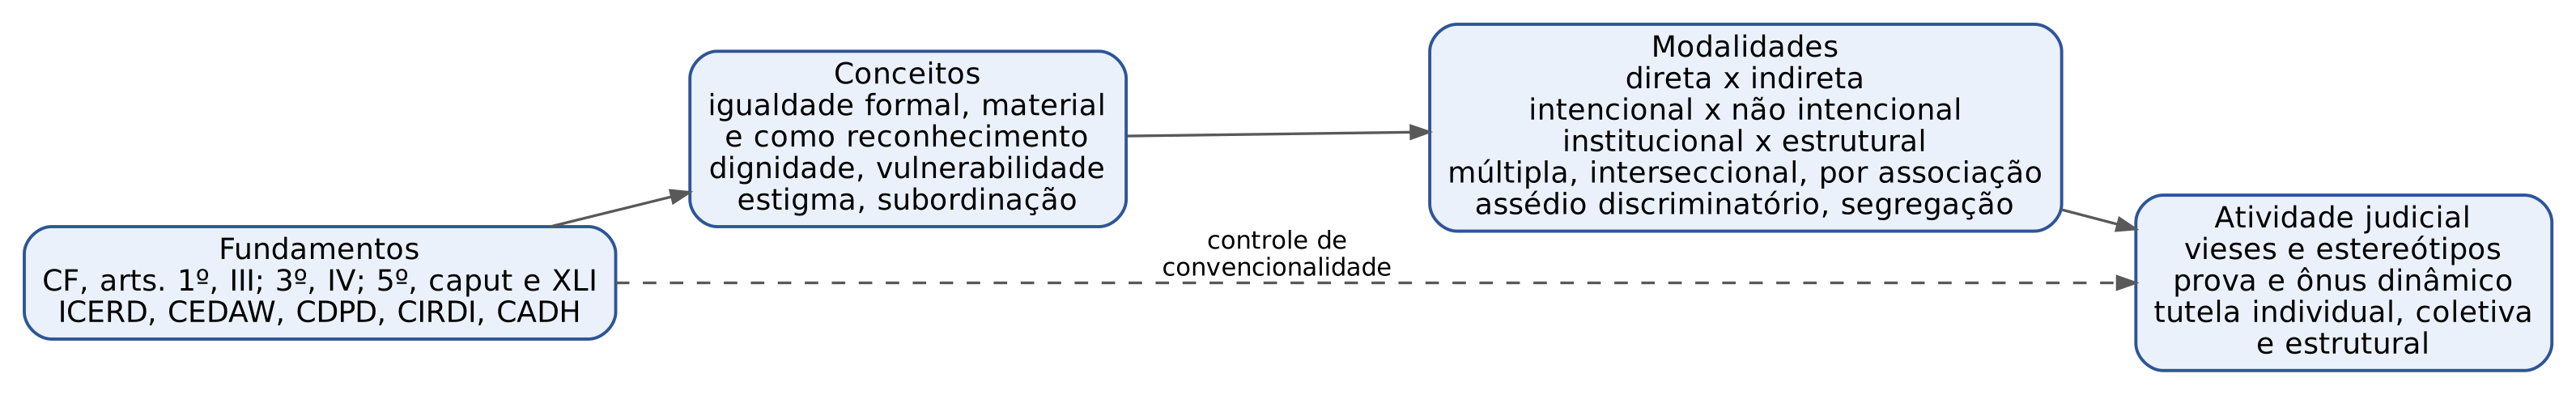 Fundamentos
CF, arts. 1º, III; 3º, IV; 5º, caput e XLI
ICERD, CEDAW, CDPD, CIRDI, CADH
Conceitos
igualdade formal, material
e como reconhecimento
dignidade, vulnerabilidade
estigma, subordinação
controle de
convencionalidade
Modalidades
direta x indireta
intencional x não intencional
institucional x estrutural
múltipla, interseccional, por associação
assédio discriminatório, segregação
Atividade judicial
vieses e estereótipos
prova e ônus dinâmico
tutela individual, coletiva
e estrutural